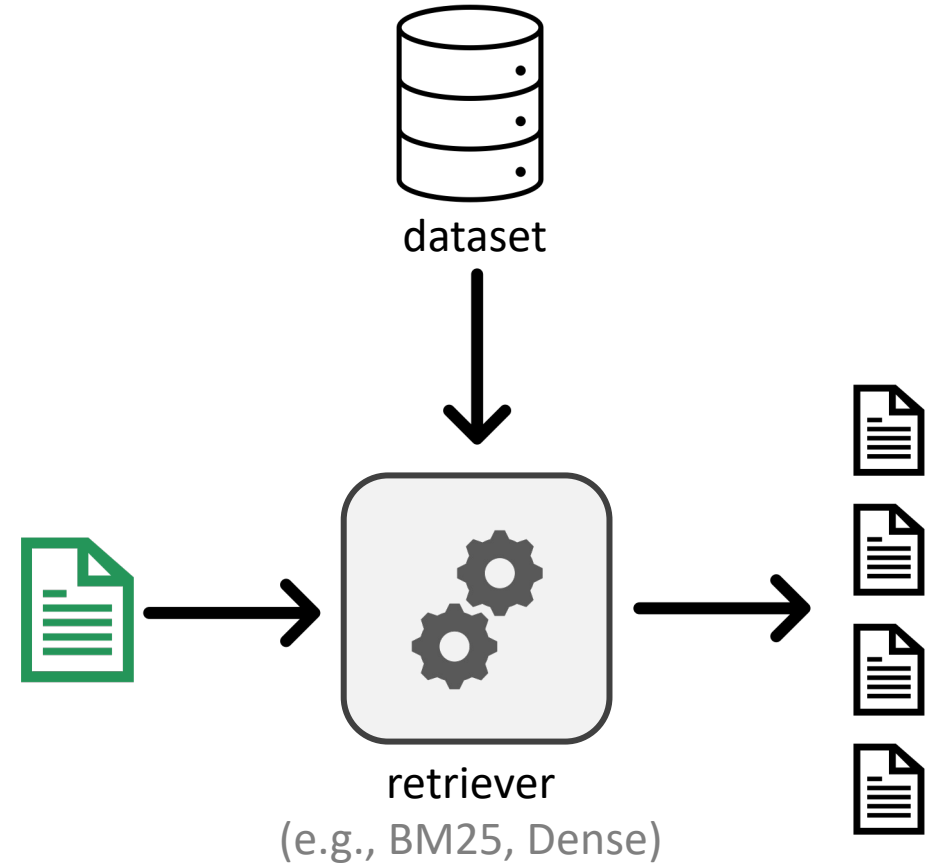 dataset
retriever
(e.g., BM25, Dense)